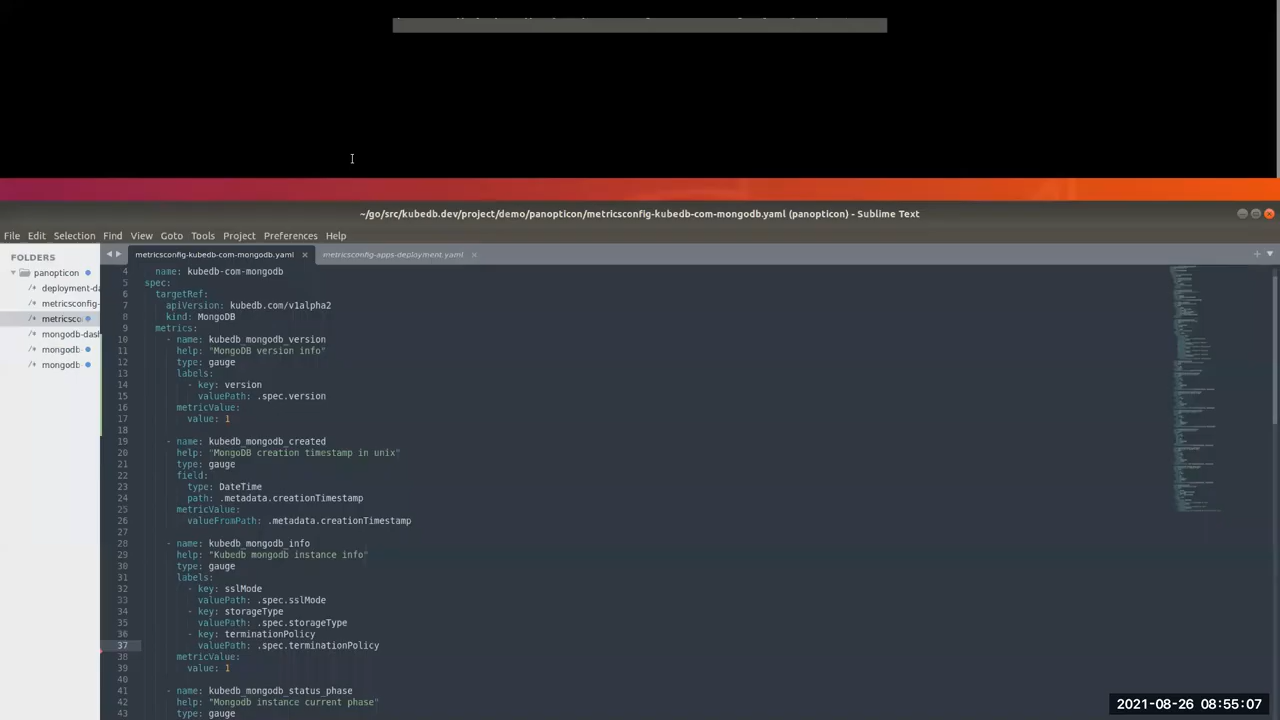 ~/go/src/kubedb.dev/project/demo/panopticon/metricsconfig-kubedb-com-mongodb.yaml (panopticon) - Sublime Text
File Edit Selection Find View Goto Tools Project Preferences Help
FOLDERS
panopticon
/* deployment-da
/* metricsconfig-
/* metricsco
/* mongodb-dash
/* mongodb-
/* mongodb-
metricsconfig-kubedb-com-mongodb.yaml × metricsconfig-apps-deployment.yaml ×
4 name: kubedb-com-mongodb
5 spec:
6 targetRef:
7 apiVersion: kubedb.com/v1alpha2
8 kind: MongoDB
9 metrics:
10 - name: kubedb_mongodb_version
11 help: "MongoDB version info"
12 type: gauge
13 labels:
14 - key: version
15 valuePath: .spec.version
16 metricValue:
17 value: 1
18
19 - name: kubedb_mongodb_created
20 help: "MongoDB creation timestamp in unix"
21 type: gauge
22 field:
23 type: DateTime
24 path: .metadata.creationTimestamp
25 metricValue:
26 valueFromPath: .metadata.creationTimestamp
27
28 - name: kubedb_mongodb_info
29 help: "Kubedb mongodb instance info"
30 type: gauge
31 labels:
32 - key: sslMode
33 valuePath: .spec.sslMode
34 - key: storageType
35 valuePath: .spec.storageType
36 - key: terminationPolicy
37 valuePath: .spec.terminationPolicy
38 metricValue:
39 value: 1
40
41 - name: kubedb_mongodb_status_phase
42 help: "Mongodb instance current phase"
43 type: gauge
2021-08-26 08:55:07